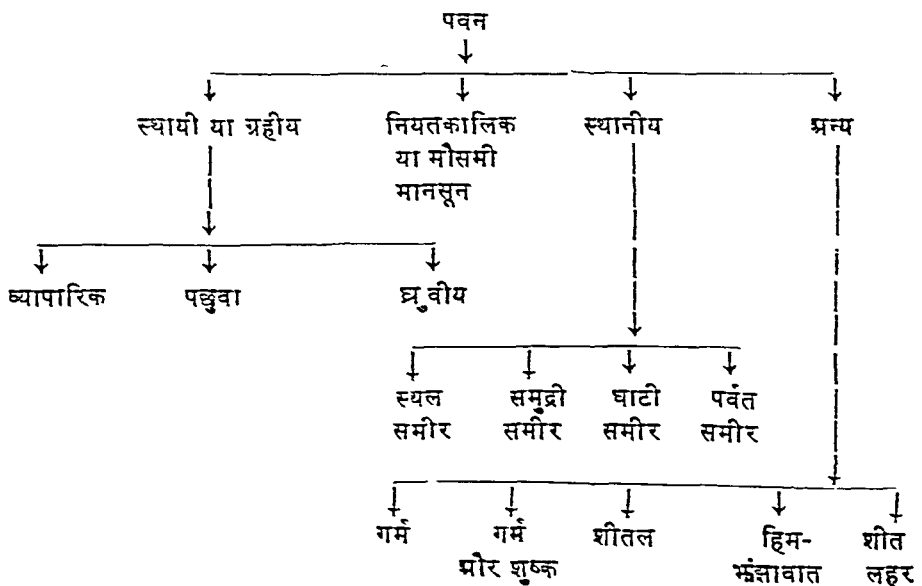 पवन
स्थायी या ग्रहीय नियतकालिक स्थानीय अन्य
या मौसमी
मानसून
व्यापारिक पछुवा ध्रुवीय
स्थल समुद्री घाटी पर्वत
समीर समीर समीर समीर
गर्म गर्म शीतल हिम- शीत
और शुष्क झंझावात लहर